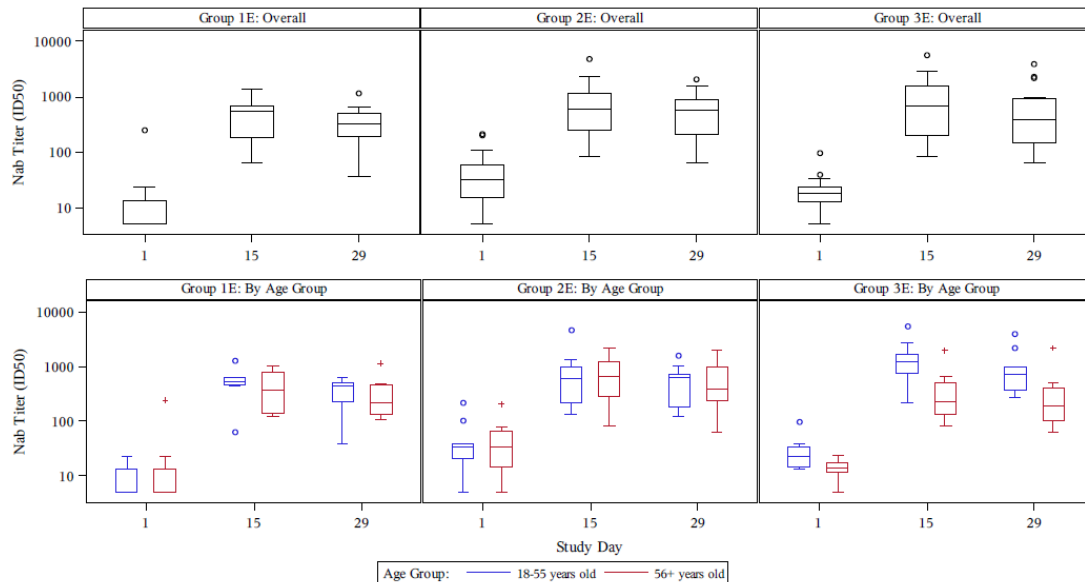 Group 1E: Overall
Group 2E: Overall
Group 3E: Overall
Nab Titer (ID50)
10000
1000
100
10
1
15
29
1
15
29
1
15
29
Group 1E: By Age Group
Group 2E: By Age Group
Group 3E: By Age Group
Nab Titer (ID50)
10000
1000
100
10
1
15
29
1
15
29
1
15
29
Study Day
Age Group: 18-55 years old 56+ years old